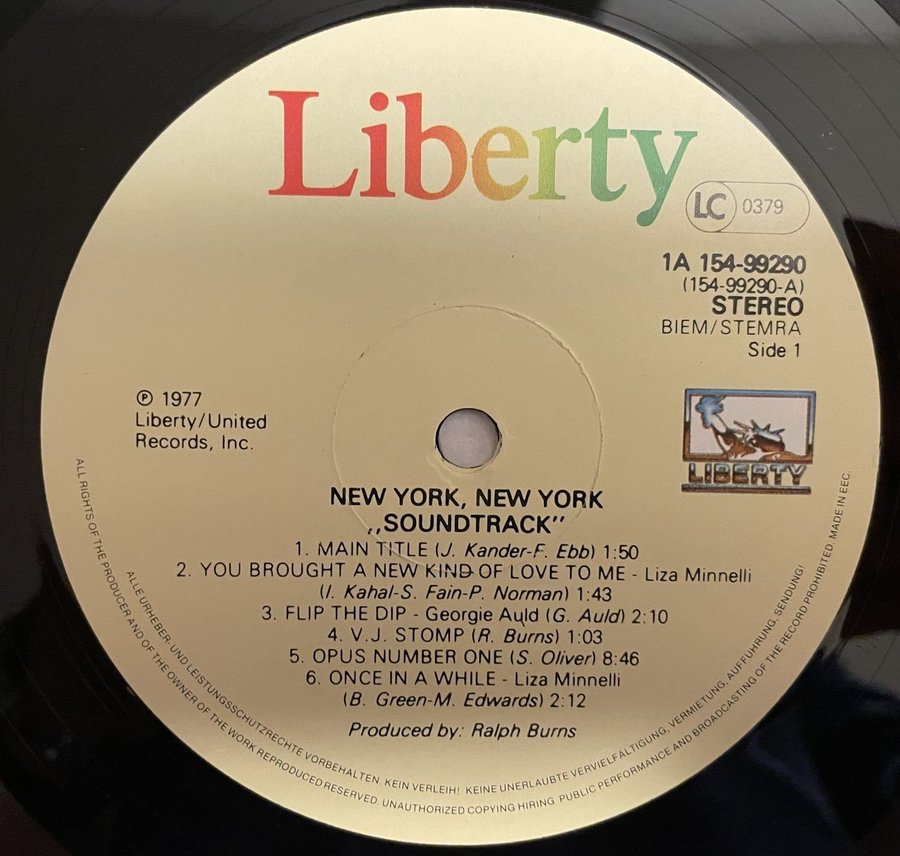 Liberty
LC 0379
1A 154-99290
(154-99290-A)
STEREO
BIEM/STEMRA
Side 1
℗ 1977
Liberty/United
Records, Inc.
LIBERTY
NEW YORK, NEW YORK
,,SOUNDTRACK"
1. MAIN TITLE (J. Kander-F. Ebb) 1:50
2. YOU BROUGHT A NEW KIND OF LOVE TO ME - Liza Minnelli
(I. Kahal-S. Fain-P. Norman) 1:43
3. FLIP THE DIP - Georgie Auld (G. Auld) 2:10
4. V.J. STOMP (R. Burns) 1:03
5. OPUS NUMBER ONE (S. Oliver) 8:46
6. ONCE IN A WHILE - Liza Minnelli
(B. Green-M. Edwards) 2:12
Produced by: Ralph Burns
ALLE URHEBER. UND LEISTUNGSSCHUTZRECHTE VORBEHALTEN. KEIN VERLEIH! KEINE UNERLAUBTE VERVIELFÄLTIGUNG, VERMIETUNG, AUFFÜHRUNG, SENDUNG!
ALL RIGHTS OF THE PRODUCER AND OF THE OWNER OF THE WORK REPRODUCED RESERVED. UNAUTHORIZED COPYING HIRING PUBLIC PERFORMANCE AND BROADCASTING OF THE RECORD PROHIBITED. MADE IN EEC.